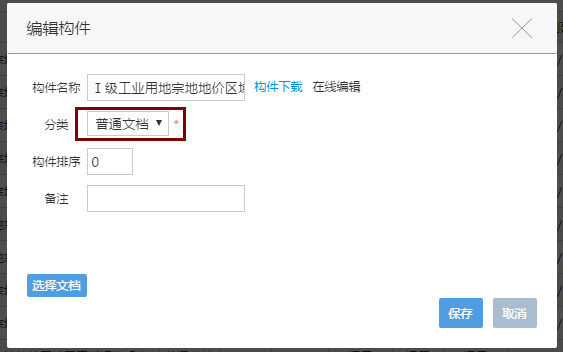 编辑构件
构件名称 Ⅰ级工业用地宗地地价区 构件下载 在线编辑
分类 普通文档 *
构件排序 0
备注
选择文档
保存 取消